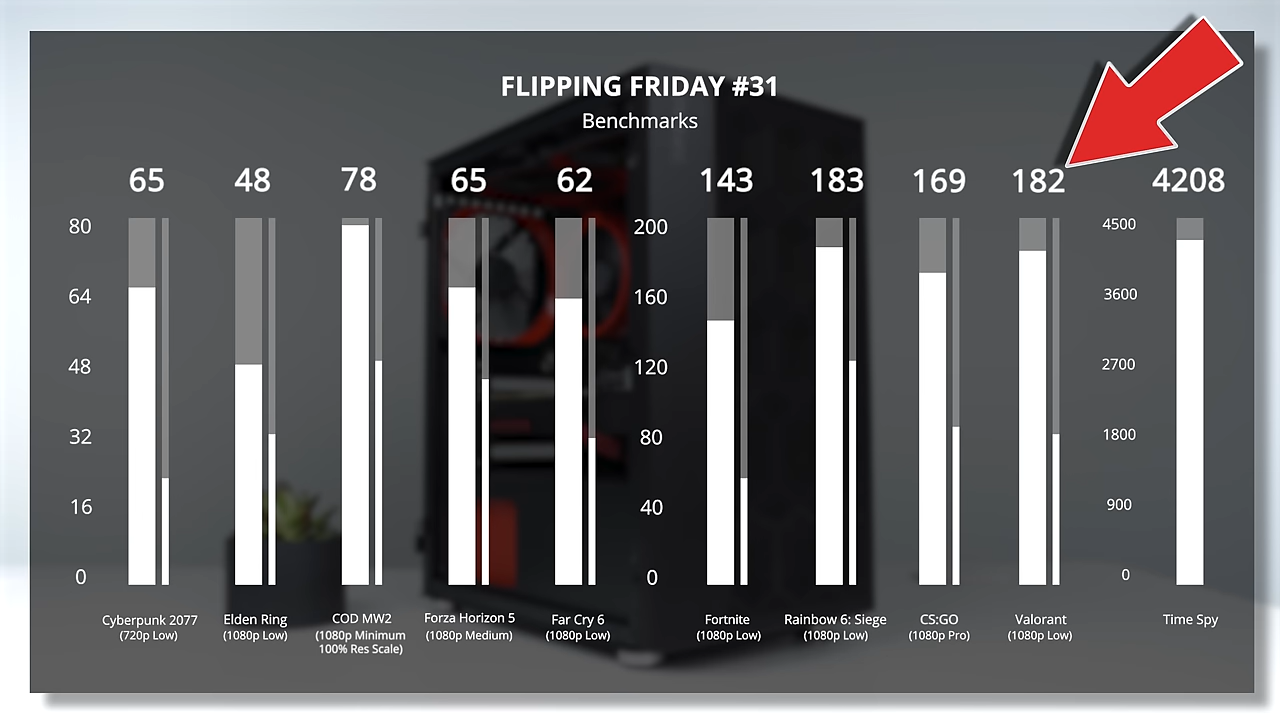 FLIPPING FRIDAY #31
Benchmarks
65 48 78 65 62 143 183 169 182 4208
80 200 4500
64 160 3600
48 120 2700
32 80 1800
16 40 900
0 0 0
Cyberpunk 2077 Elden Ring COD MW2 Forza Horizon 5 Far Cry 6 Fortnite Rainbow 6: Siege CS:GO Valorant Time Spy
(720p Low) (1080p Low) (1080p Minimum (1080p Medium) (1080p Low) (1080p Low) (1080p Low) (1080p Pro) (1080p Low)
100% Res Scale)